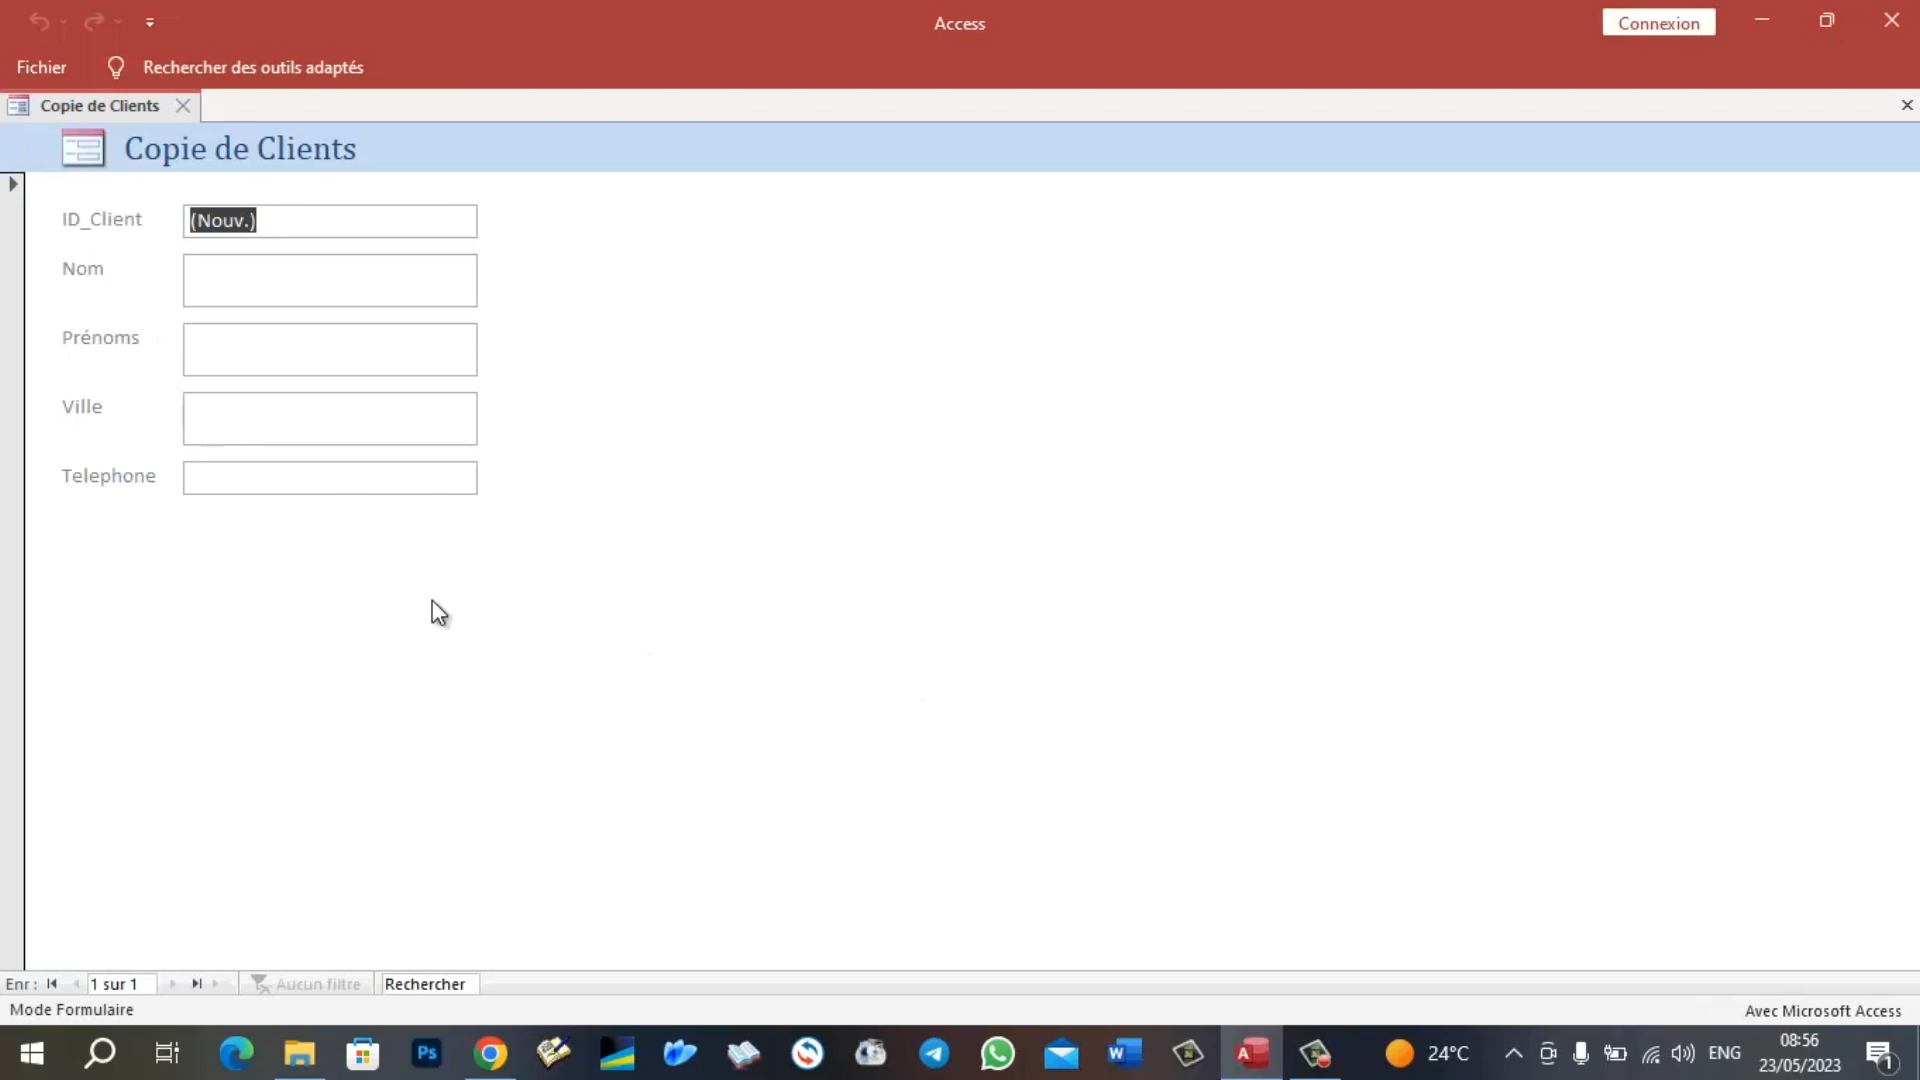 Access
Connexion
Fichier
Rechercher des outils adaptés
Copie de Clients
Copie de Clients
ID_Client
(Nouv.)
Nom
Prénoms
Ville
Telephone
Enr : 1 sur 1 Aucun filtre Rechercher
Mode Formulaire
Avec Microsoft Access
Ps
W
A
24°C
ENG
08:56
23/05/2023
1